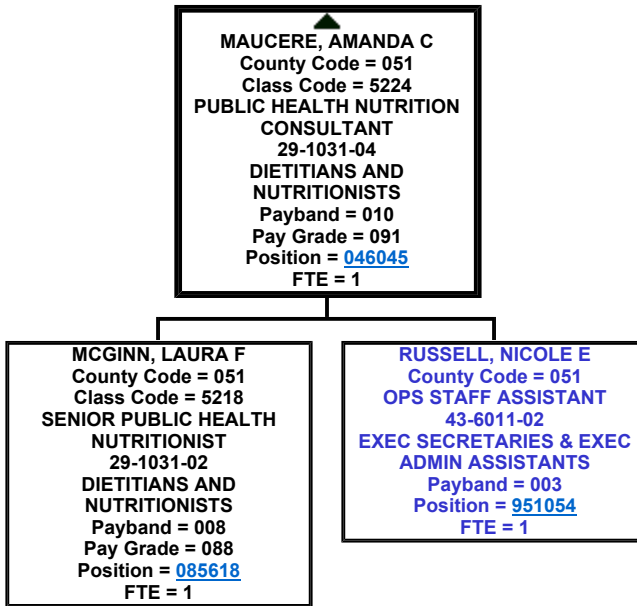 MAUCERE, AMANDA C
County Code = 051
Class Code = 5224
PUBLIC HEALTH NUTRITION
CONSULTANT
29-1031-04
DIETITIANS AND
NUTRITIONISTS
Payband = 010
Pay Grade = 091
Position = 046045
FTE = 1
MCGINN, LAURA F
County Code = 051
Class Code = 5218
SENIOR PUBLIC HEALTH
NUTRITIONIST
29-1031-02
DIETITIANS AND
NUTRITIONISTS
Payband = 008
Pay Grade = 088
Position = 085618
FTE = 1
RUSSELL, NICOLE E
County Code = 051
OPS STAFF ASSISTANT
43-6011-02
EXEC SECRETARIES & EXEC
ADMIN ASSISTANTS
Payband = 003
Position = 951054
FTE = 1